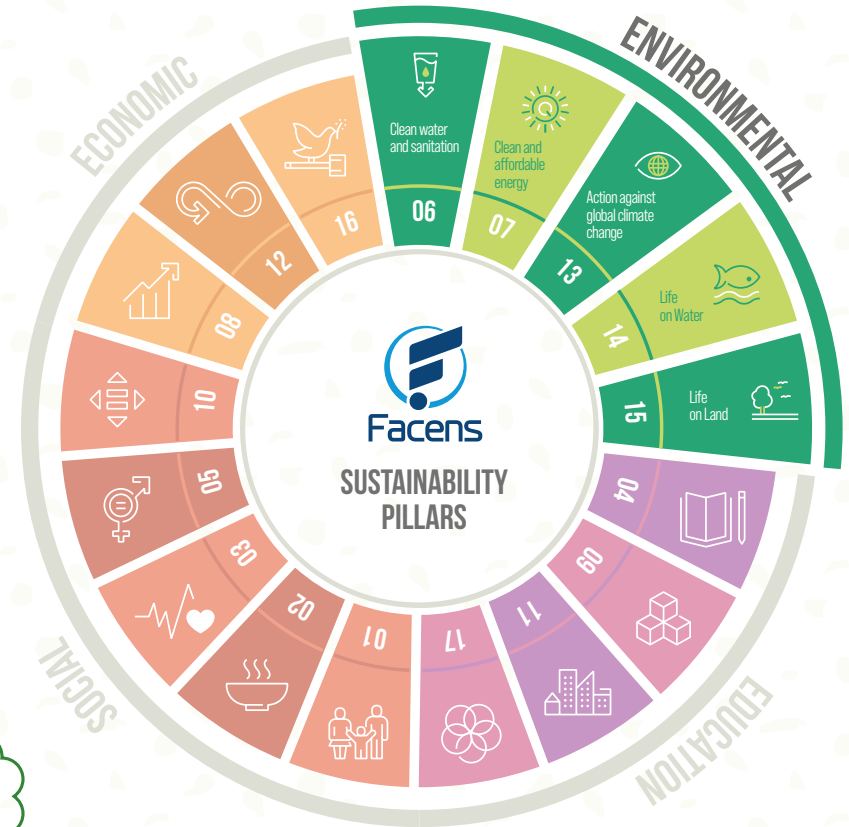 ECONOMIC
ENVIRONMENTAL
Clean water
and sanitation
06
Clean and
affordable
energy
07
Action against
global climate
change
13
Life
on Water
14
Life
on Land
15
04
09
11
17
01
02
03
05
10
08
12
16
EDUCATION
SOCIAL
Facens
SUSTAINABILITY
PILLARS